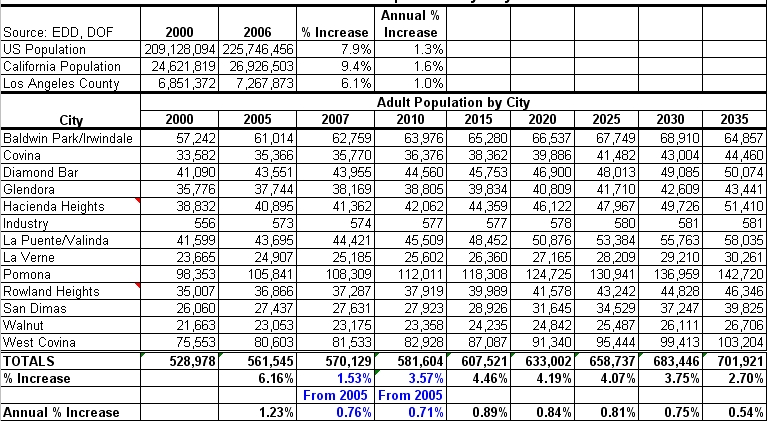 Annual %
Source: EDD, DOF 2000 2006 % Increase Increase
US Population 209,128,094 225,746,456 7.9% 1.3%
California Population 24,621,819 26,926,503 9.4% 1.6%
Los Angeles County 6,851,372 7,267,873 6.1% 1.0%
Adult Population by City
City 2000 2005 2007 2010 2015 2020 2025 2030 2035
Baldwin Park/Irwindale 57,242 61,014 62,759 63,976 65,280 66,537 67,749 68,910 64,857
Covina 33,582 35,366 35,770 36,376 38,362 39,886 41,482 43,004 44,460
Diamond Bar 41,090 43,551 43,955 44,560 45,753 46,900 48,013 49,085 50,074
Glendora 35,776 37,744 38,169 38,805 39,834 40,809 41,710 42,609 43,441
Hacienda Heights 38,832 40,895 41,362 42,062 44,359 46,122 47,967 49,726 51,410
Industry 556 573 574 577 577 578 580 581 581
La Puente/Valinda 41,599 43,695 44,421 45,509 48,452 50,876 53,384 55,763 58,035
La Verne 23,665 24,907 25,185 25,602 26,360 27,165 28,209 29,210 30,261
Pomona 98,353 105,841 108,309 112,011 118,308 124,725 130,941 136,959 142,720
Rowland Heights 35,007 36,866 37,287 37,919 39,989 41,578 43,242 44,828 46,346
San Dimas 26,060 27,437 27,631 27,923 28,926 31,645 34,529 37,247 39,825
Walnut 21,663 23,053 23,175 23,358 24,235 24,842 25,487 26,111 26,706
West Covina 75,553 80,603 81,533 82,928 87,087 91,340 95,444 99,413 103,204
TOTALS 528,978 561,545 570,129 581,604 607,521 633,002 658,737 683,446 701,921
% Increase 6.16% 1.53% 3.57% 4.46% 4.19% 4.07% 3.75% 2.70%
From 2005 From 2005
Annual % Increase 1.23% 0.76% 0.71% 0.89% 0.84% 0.81% 0.75% 0.54%